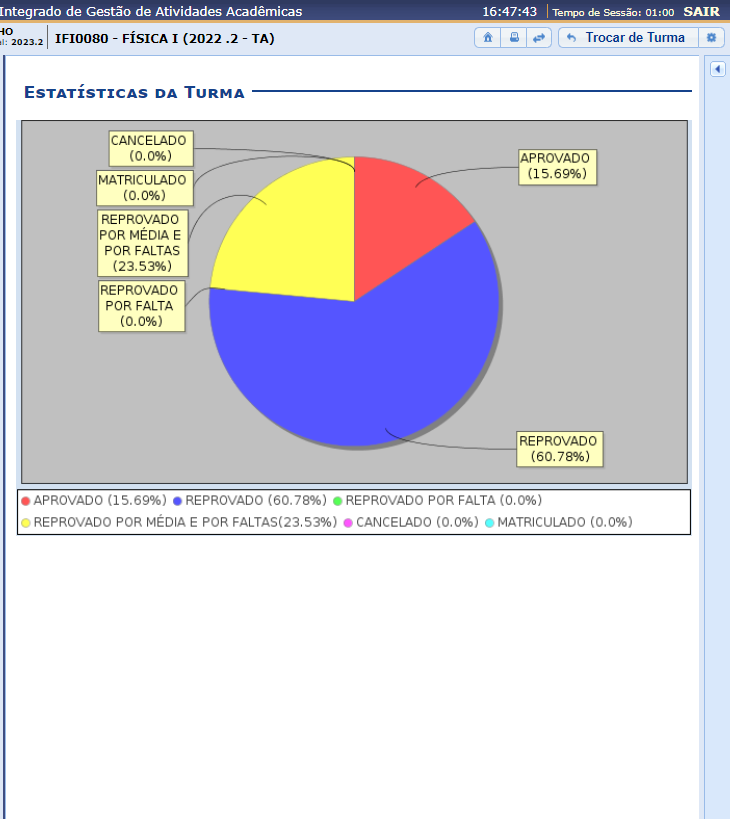 Integrado de Gestão de Atividades Acadêmicas 16:47:43 Tempo de Sessão: 01:00 SAIR
HO
el: 2023.2 IFI0080 - FÍSICA I (2022 .2 - TA) Trocar de Turma
Estatísticas da Turma
CANCELADO
(0.0%)
MATRICULADO
(0.0%)
REPROVADO
POR MÉDIA E
POR FALTAS
(23.53%)
REPROVADO
POR FALTA
(0.0%)
APROVADO
(15.69%)
REPROVADO
(60.78%)
APROVADO (15.69%) REPROVADO (60.78%) REPROVADO POR FALTA (0.0%)
REPROVADO POR MÉDIA E POR FALTAS(23.53%) CANCELADO (0.0%) MATRICULADO (0.0%)